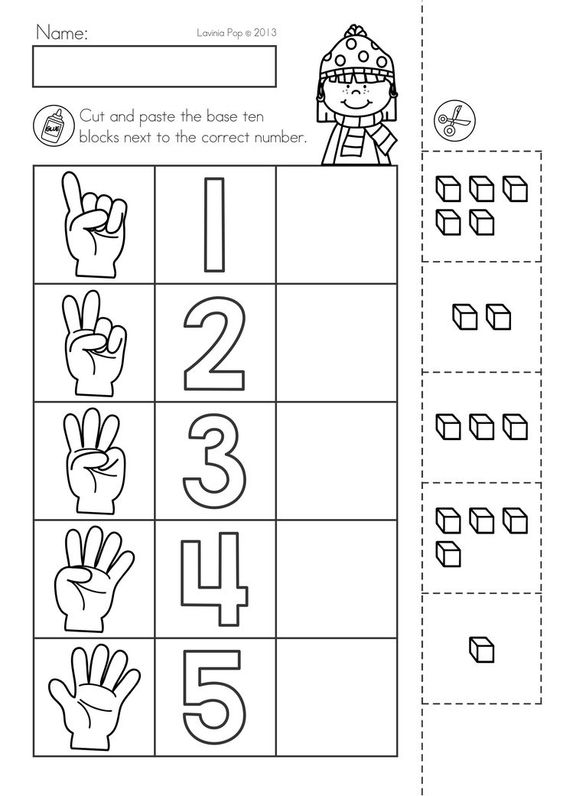 Name:
Lavinia Pop © 2013
Cut and paste the base ten
blocks next to the correct number.
GLUE
1
2
3
4
5